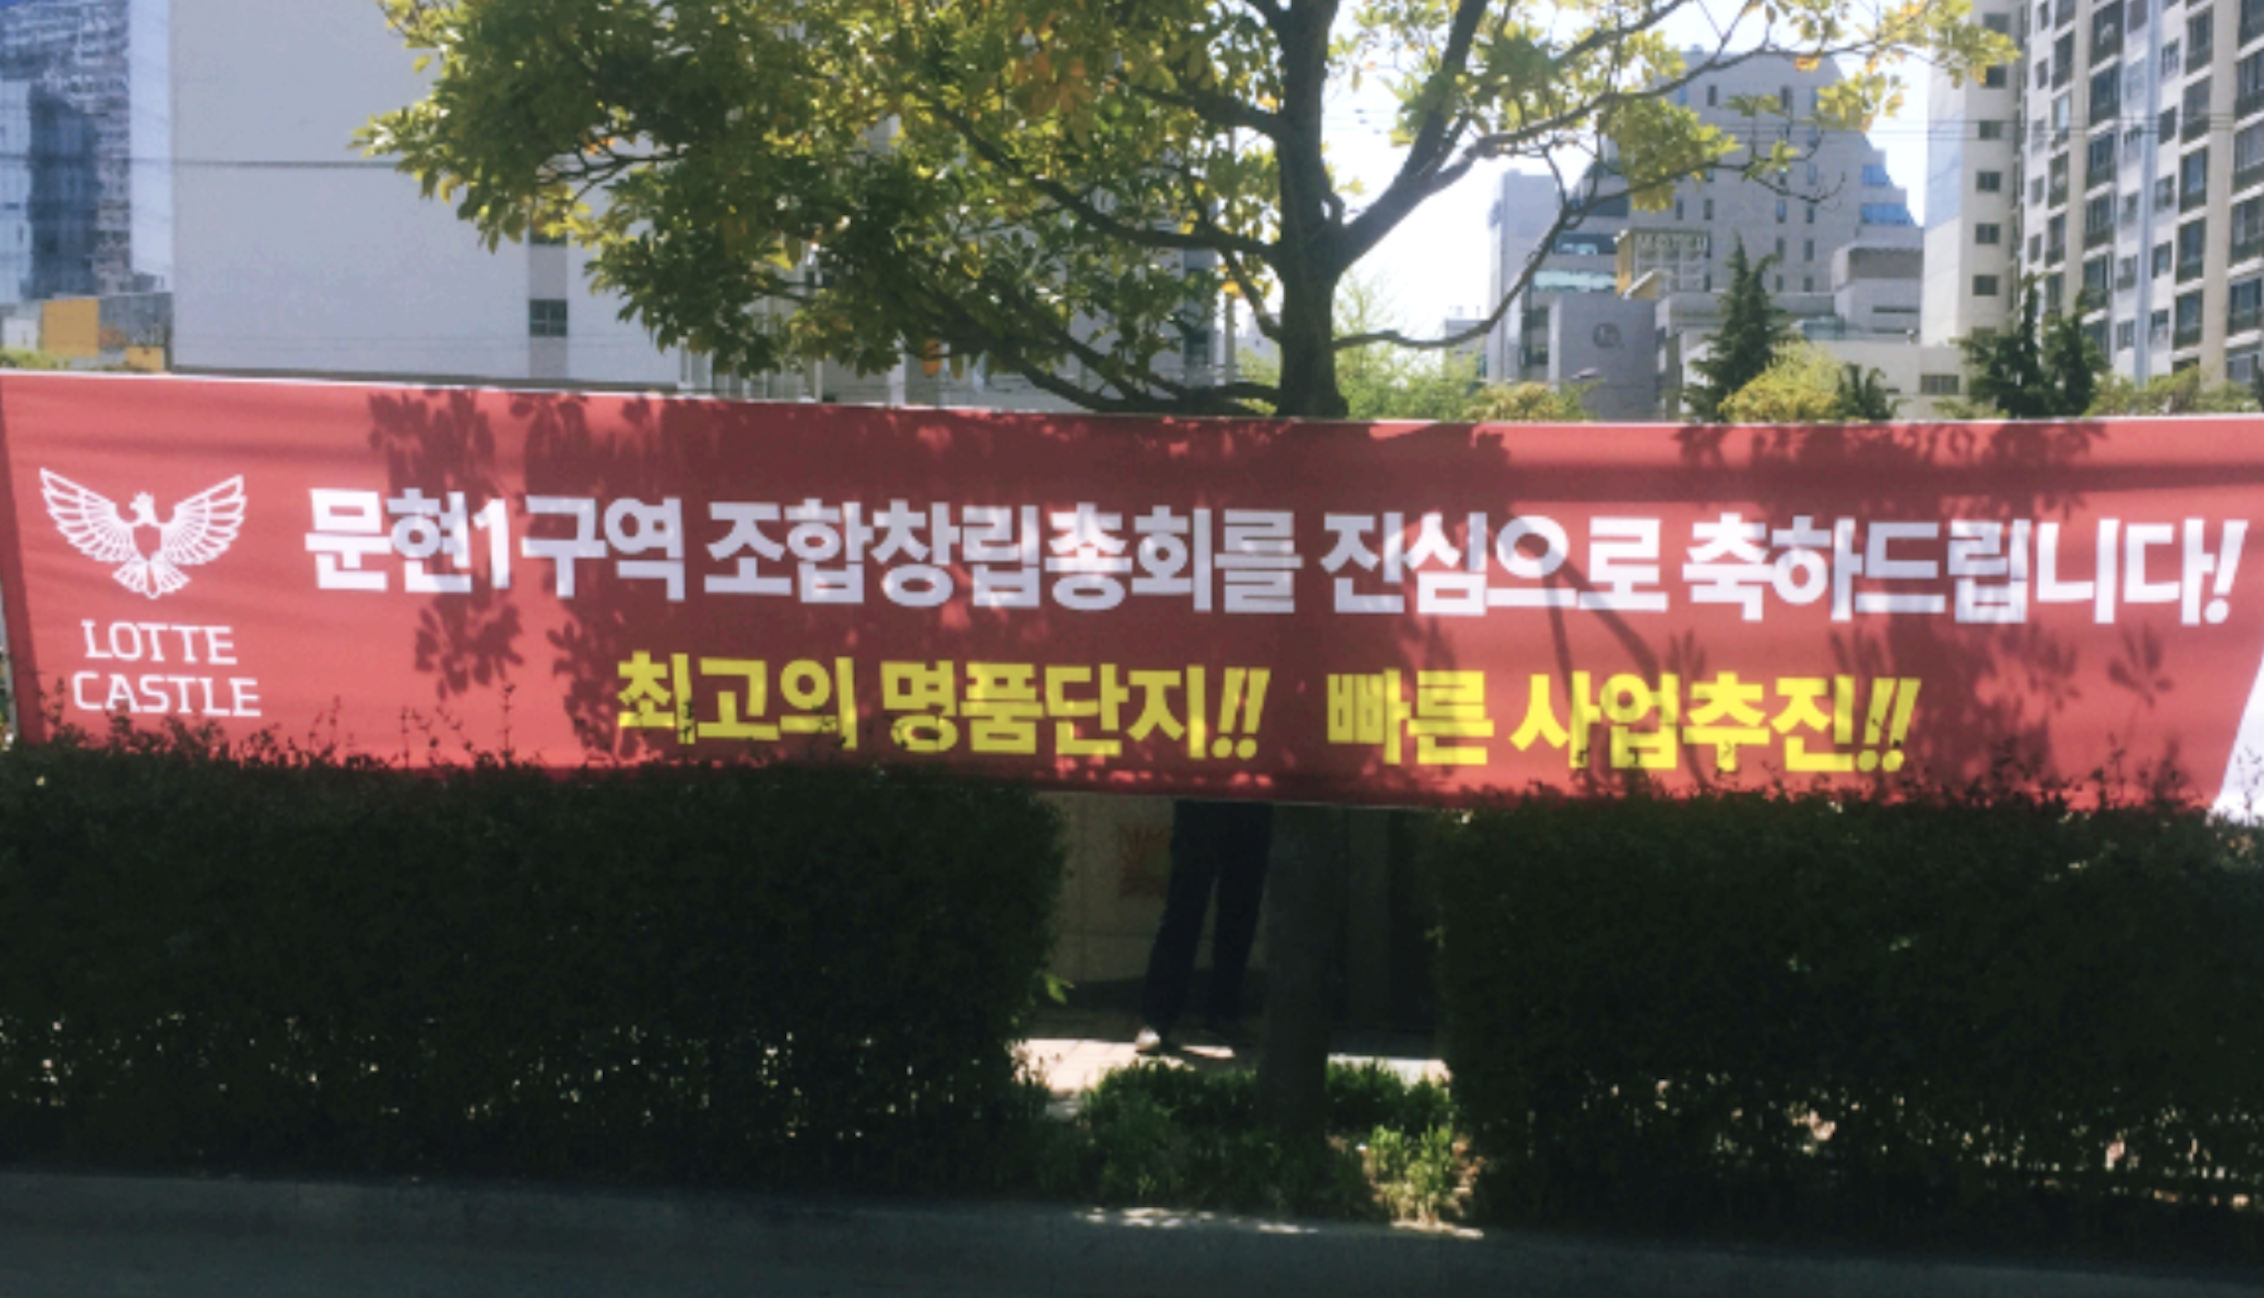 문현1구역 조합창립총회를 진심으로 축하드립니다!
LOTTE
CASTLE
최고의 명품단지!! 빠른 사업추진!!